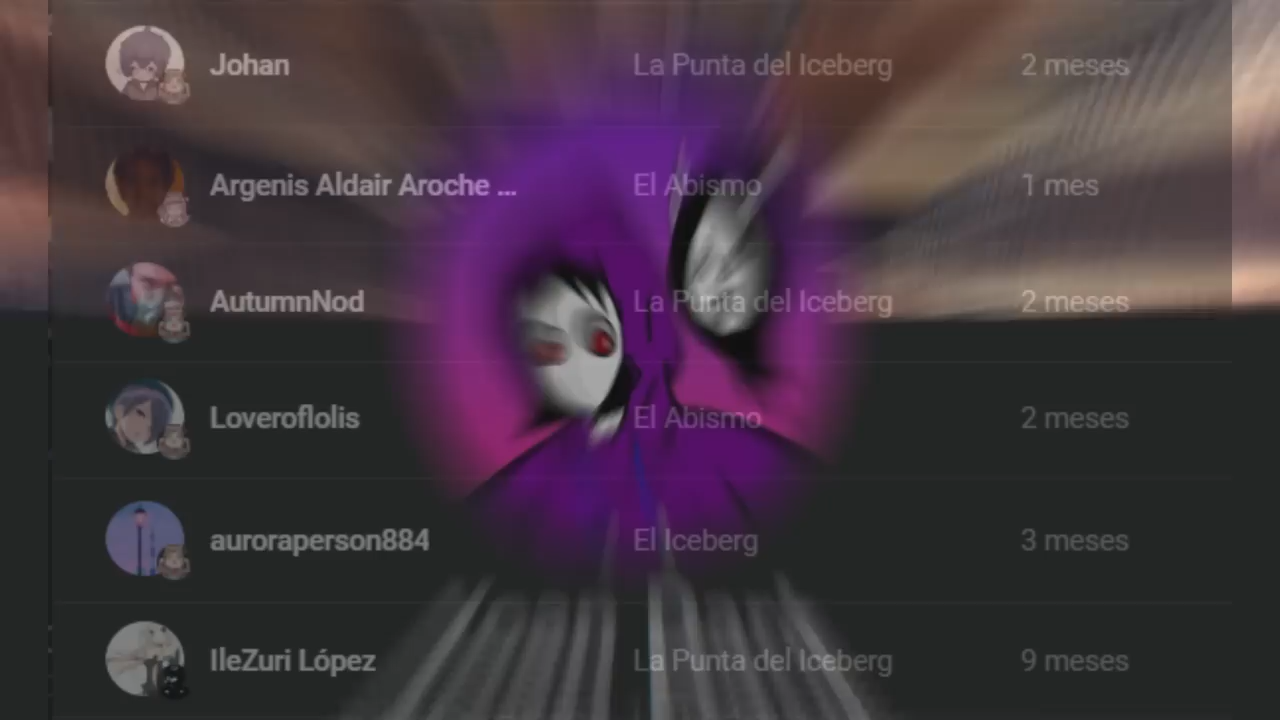 Johan La Punta del Iceberg 2 meses
Argenis Aldair Aroche ... El Abismo 1 mes
AutumnNod La Punta del Iceberg 2 meses
Loveroflolis El Abismo 2 meses
auroraperson884 El Iceberg 3 meses
IleZuri López La Punta del Iceberg 9 meses